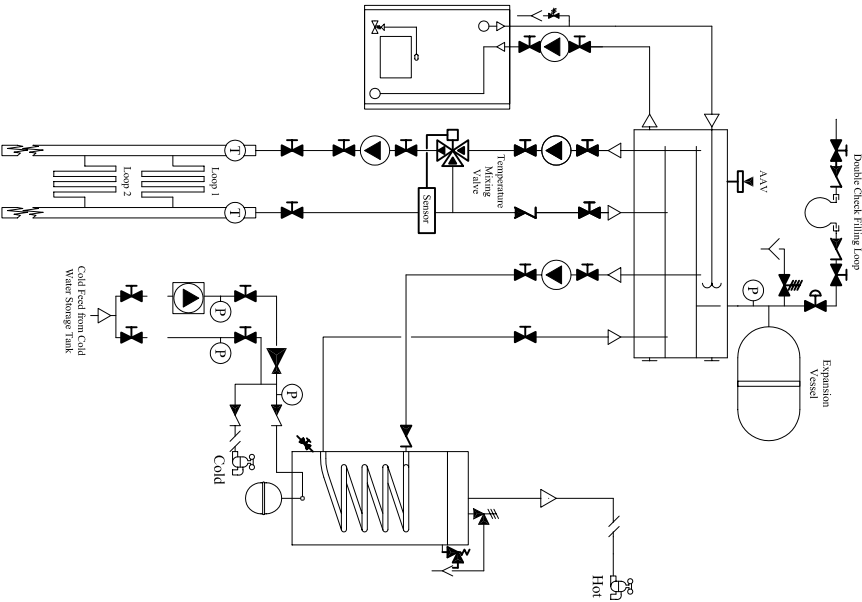 Double Check Filling Loop
AAV
Expansion
Vessel
P
Temperature
Mixing
Valve
Sensor
T
T
Loop 1
Loop 2
Cold Feed from Cold
Water Storage Tank
P
P
P
Cold
Hot